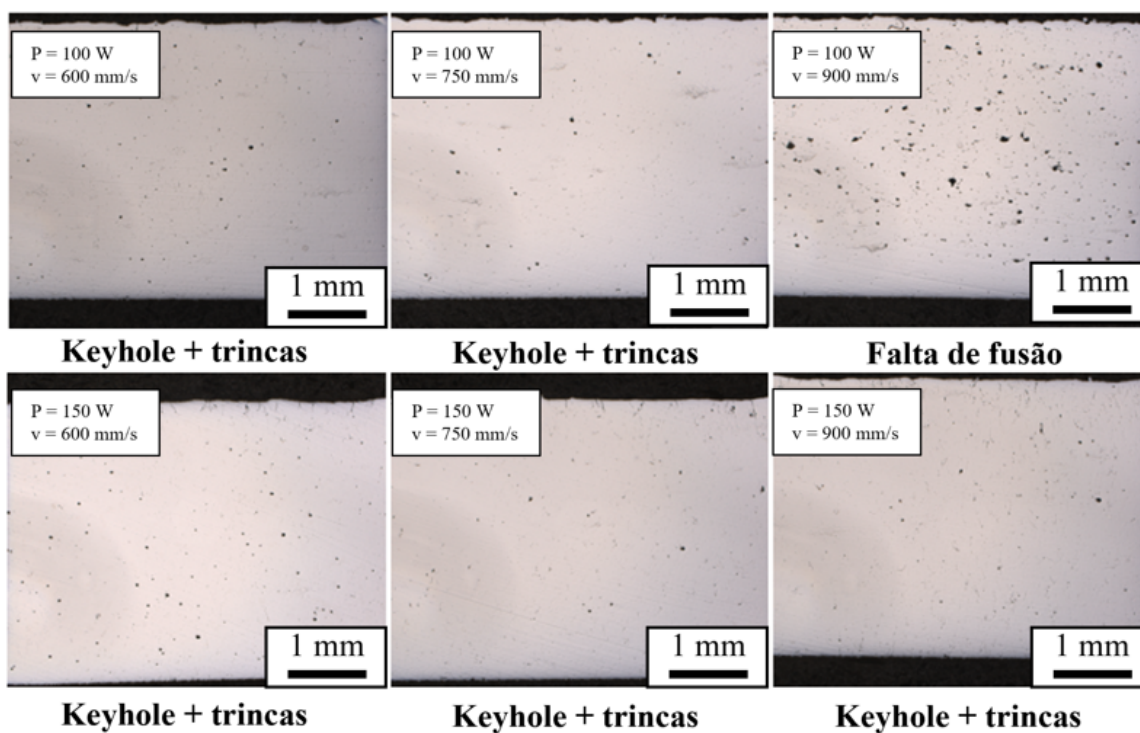 P = 100 W
v = 600 mm/s
1 mm
Keyhole + trincas
P = 100 W
v = 750 mm/s
1 mm
Keyhole + trincas
P = 100 W
v = 900 mm/s
1 mm
Falta de fusão
P = 150 W
v = 600 mm/s
1 mm
Keyhole + trincas
P = 150 W
v = 750 mm/s
1 mm
Keyhole + trincas
P = 150 W
v = 900 mm/s
1 mm
Keyhole + trincas